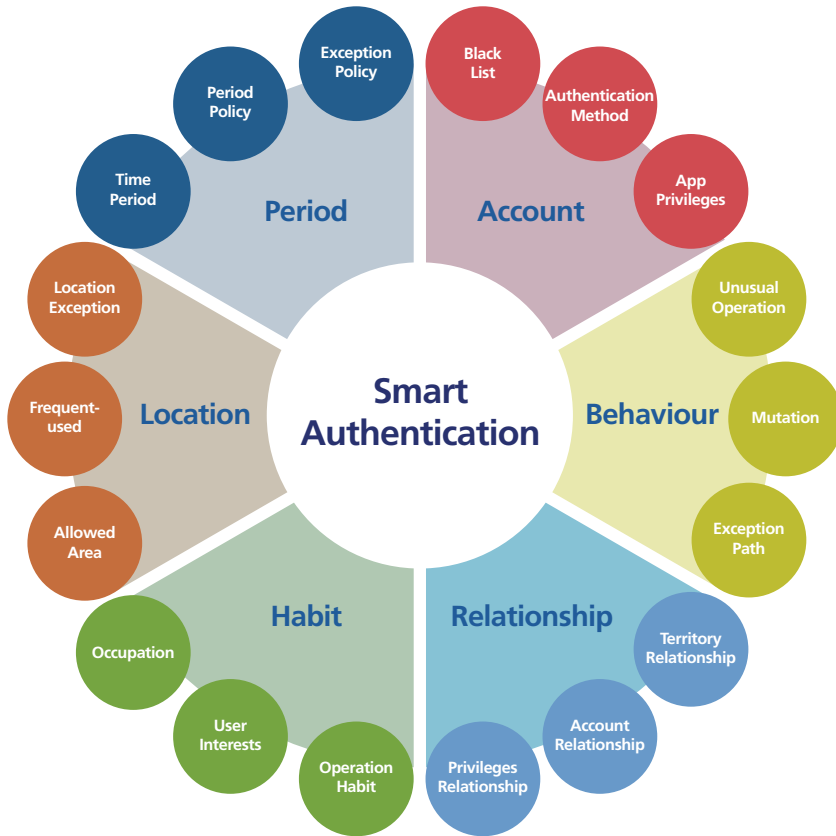 Smart
Authentication
Account
Black
List
Authentication
Method
App
Privileges
Behaviour
Unusual
Operation
Mutation
Exception
Path
Relationship
Territory
Relationship
Account
Relationship
Privileges
Relationship
Habit
Operation
Habit
User
Interests
Occupation
Location
Allowed
Area
Frequent-
used
Location
Exception
Period
Time
Period
Period
Policy
Exception
Policy